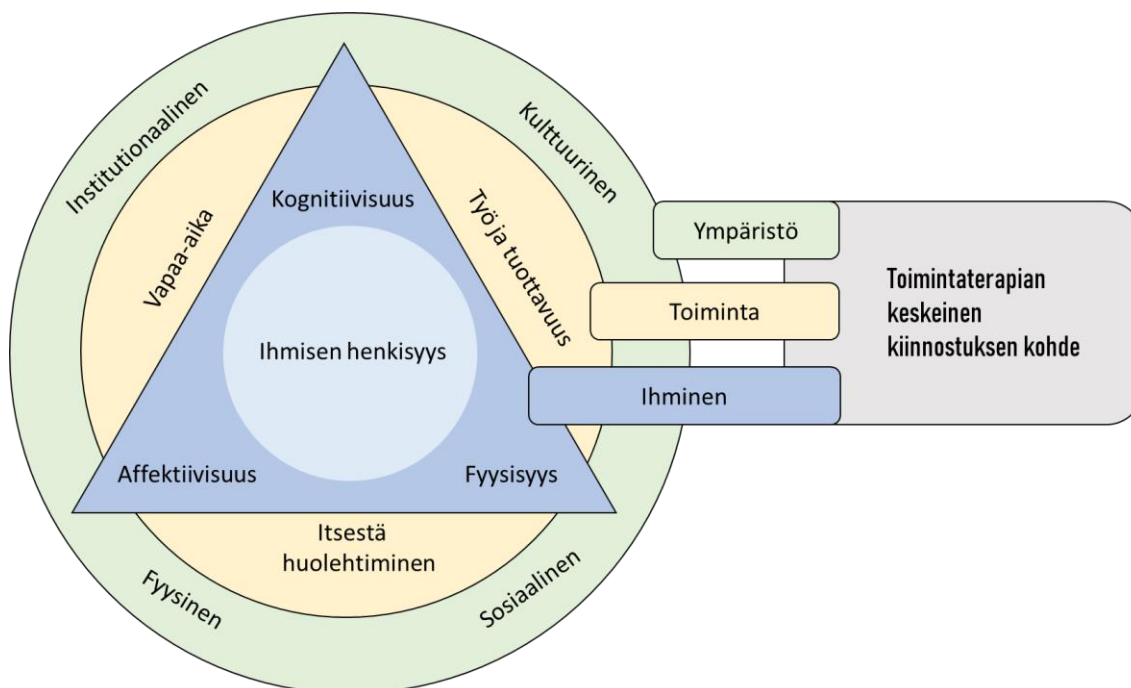 Institutionaalinen
Kulttuurinen
Vapaa-aika
Kognitiivisuus
Työ ja tuottavuus
Ihmisen henkisyys
Affektiivisuus
Fyysisyys
Itsestä
huolehtiminen
Fyysinen
Sosiaalinen
Ympäristö
Toiminta
Ihminen
Toimintaterapian
keskeinen
kiinnostuksen kohde